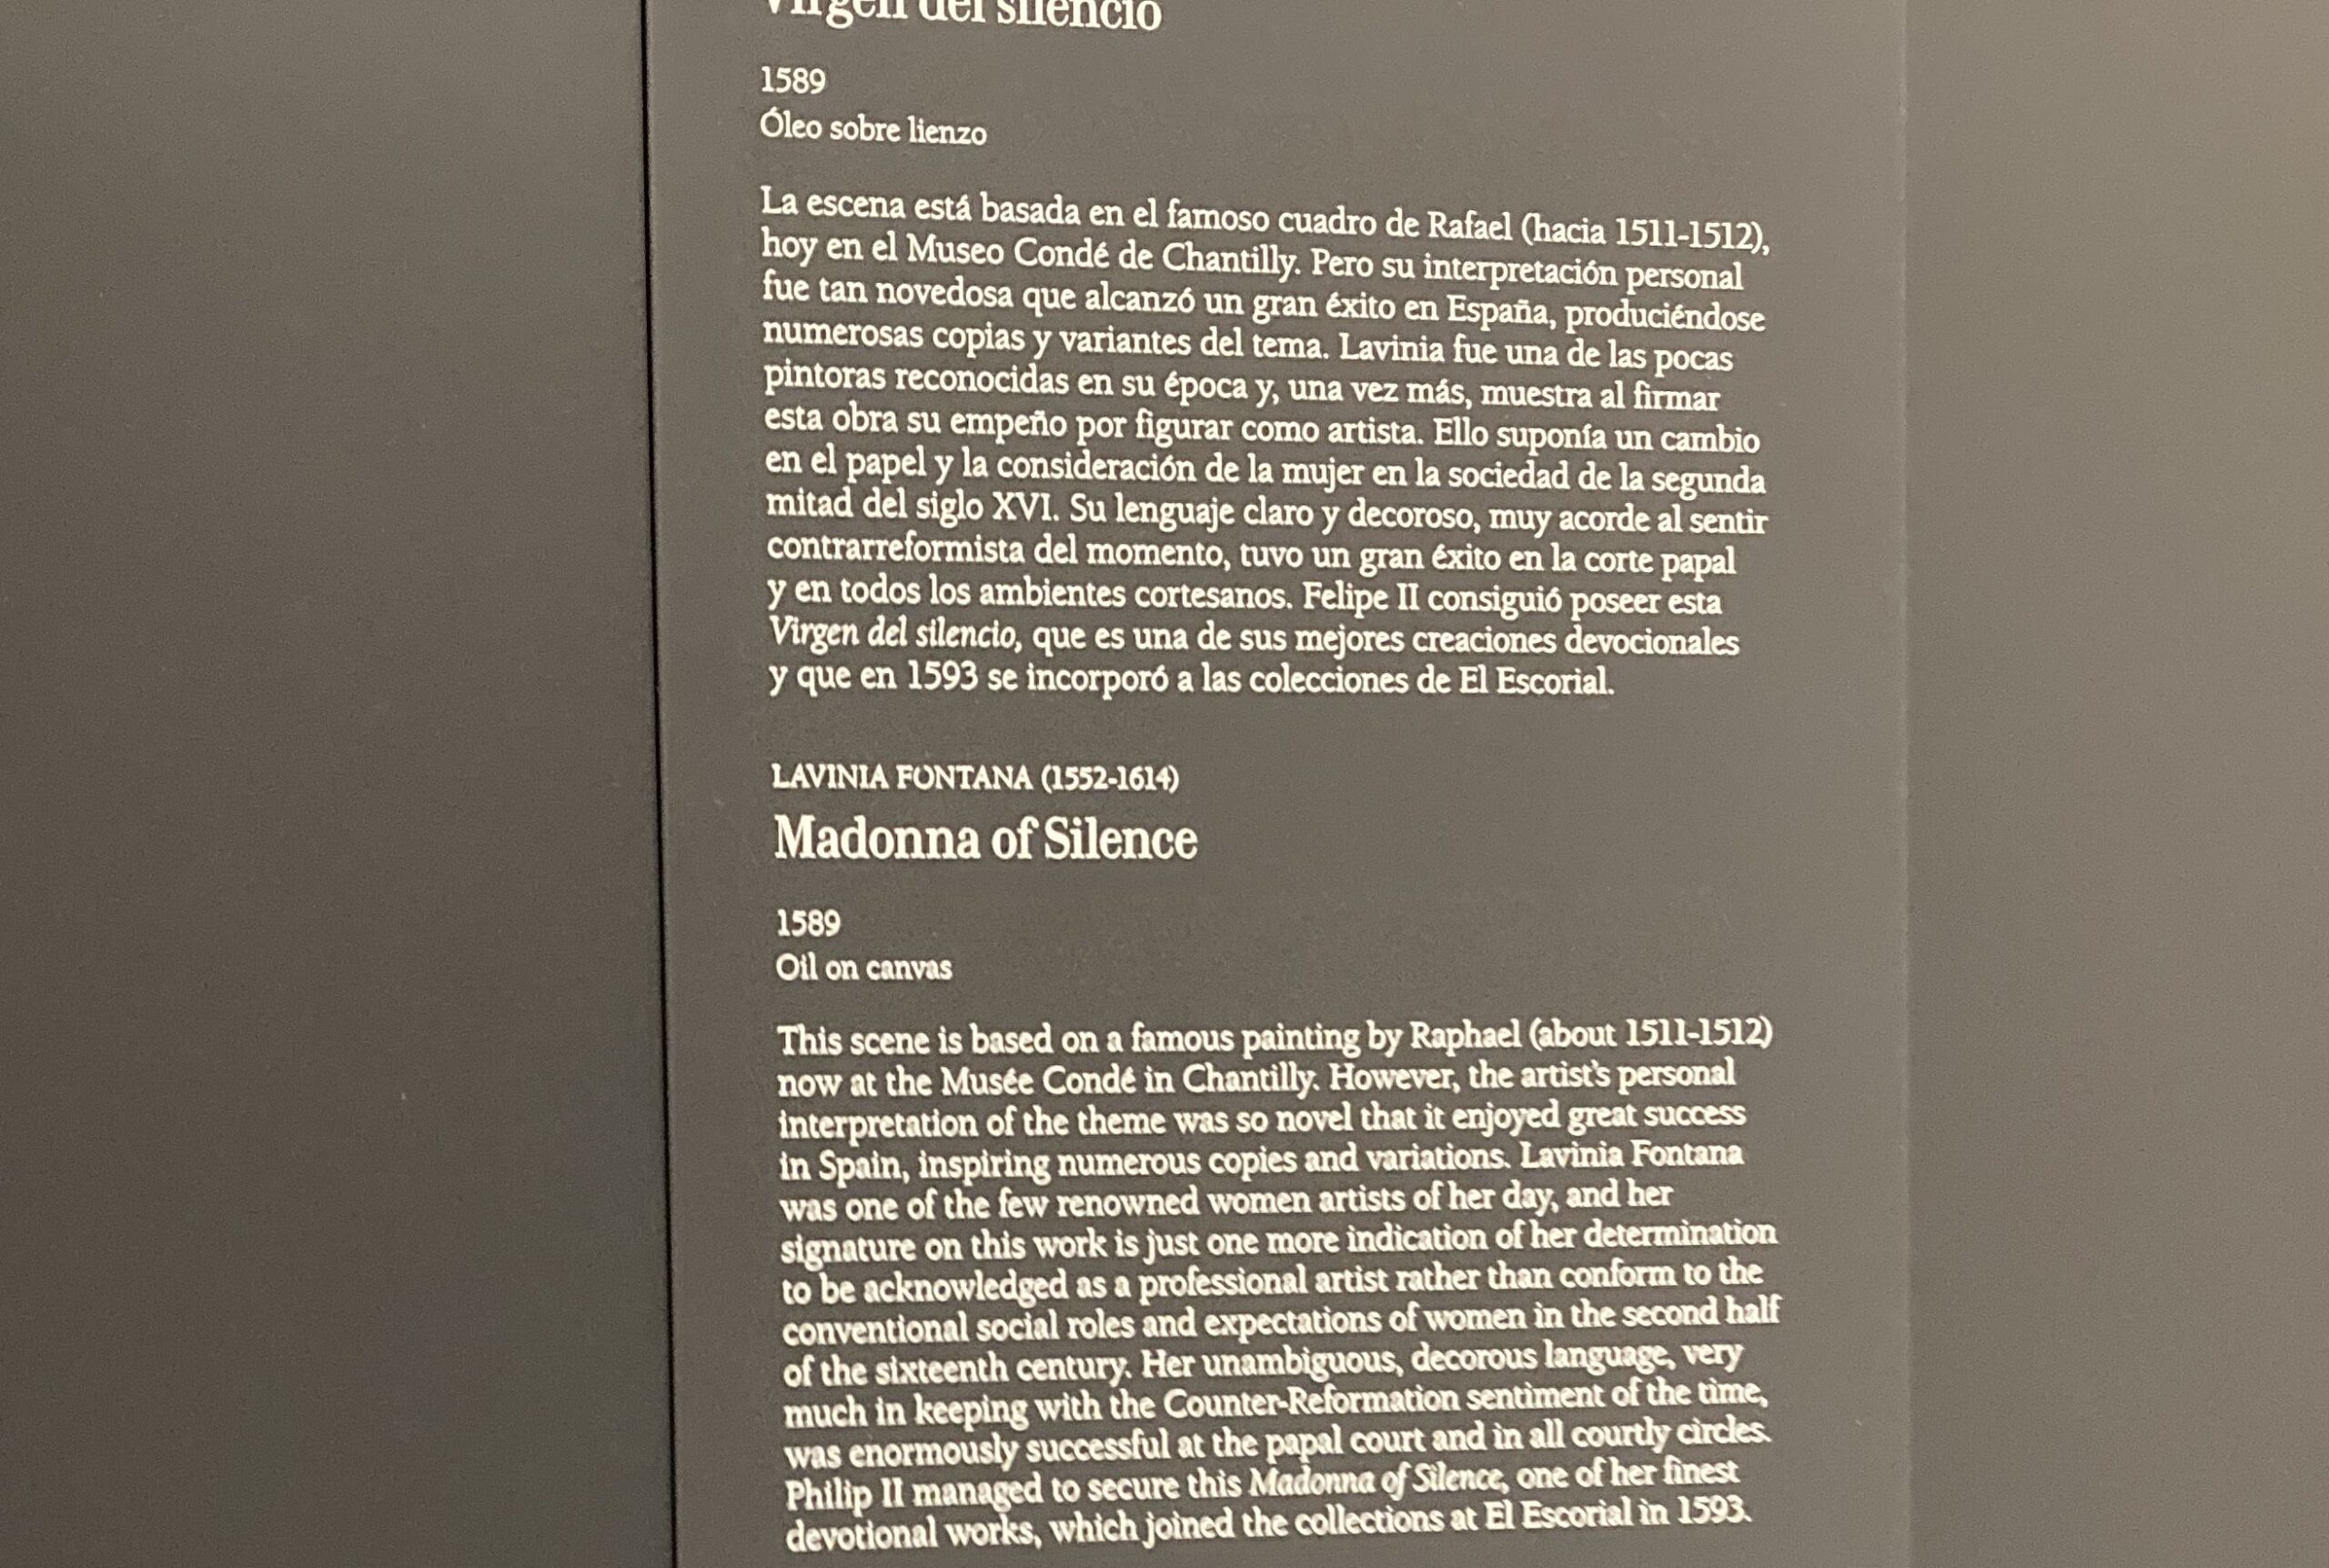 Virgen del silencio
1589
Óleo sobre lienzo
La escena está basada en el famoso cuadro de Rafael (hacia 1511-1512),
hoy en el Museo Condé de Chantilly. Pero su interpretación personal
fue tan novedosa que alcanzó un gran éxito en España, produciéndose
numerosas copias y variantes del tema. Lavinia fue una de las pocas
pintoras reconocidas en su época y, una vez más, muestra al firmar
esta obra su empeño por figurar como artista. Ello suponía un cambio
en el papel y la consideración de la mujer en la sociedad de la segunda
mitad del siglo XVI. Su lenguaje claro y decoroso, muy acorde al sentir
contrarreformista del momento, tuvo un gran éxito en la corte papal
y en todos los ambientes cortesanos. Felipe II consiguió poseer esta
Virgen del silencio, que es una de sus mejores creaciones devocionales
y que en 1593 se incorporó a las colecciones de El Escorial.
LAVINIA FONTANA (1552-1614)
Madonna of Silence
1589
Oil on canvas
This scene is based on a famous painting by Raphael (about 1511-1512)
now at the Musée Condé in Chantilly. However, the artist's personal
interpretation of the theme was so novel that it enjoyed great success
in Spain, inspiring numerous copies and variations. Lavinia Fontana
was one of the few renowned women artists of her day, and her
signature on this work is just one more indication of her determination
to be acknowledged as a professional artist rather than conform to the
conventional social roles and expectations of women in the second half
of the sixteenth century. Her unambiguous, decorous language, very
much in keeping with the Counter-Reformation sentiment of the time,
was enormously successful at the papal court and in all courtly circles.
Philip II managed to secure this Madonna of Silence, one of her finest
devotional works, which joined the collections at El Escorial in 1593.